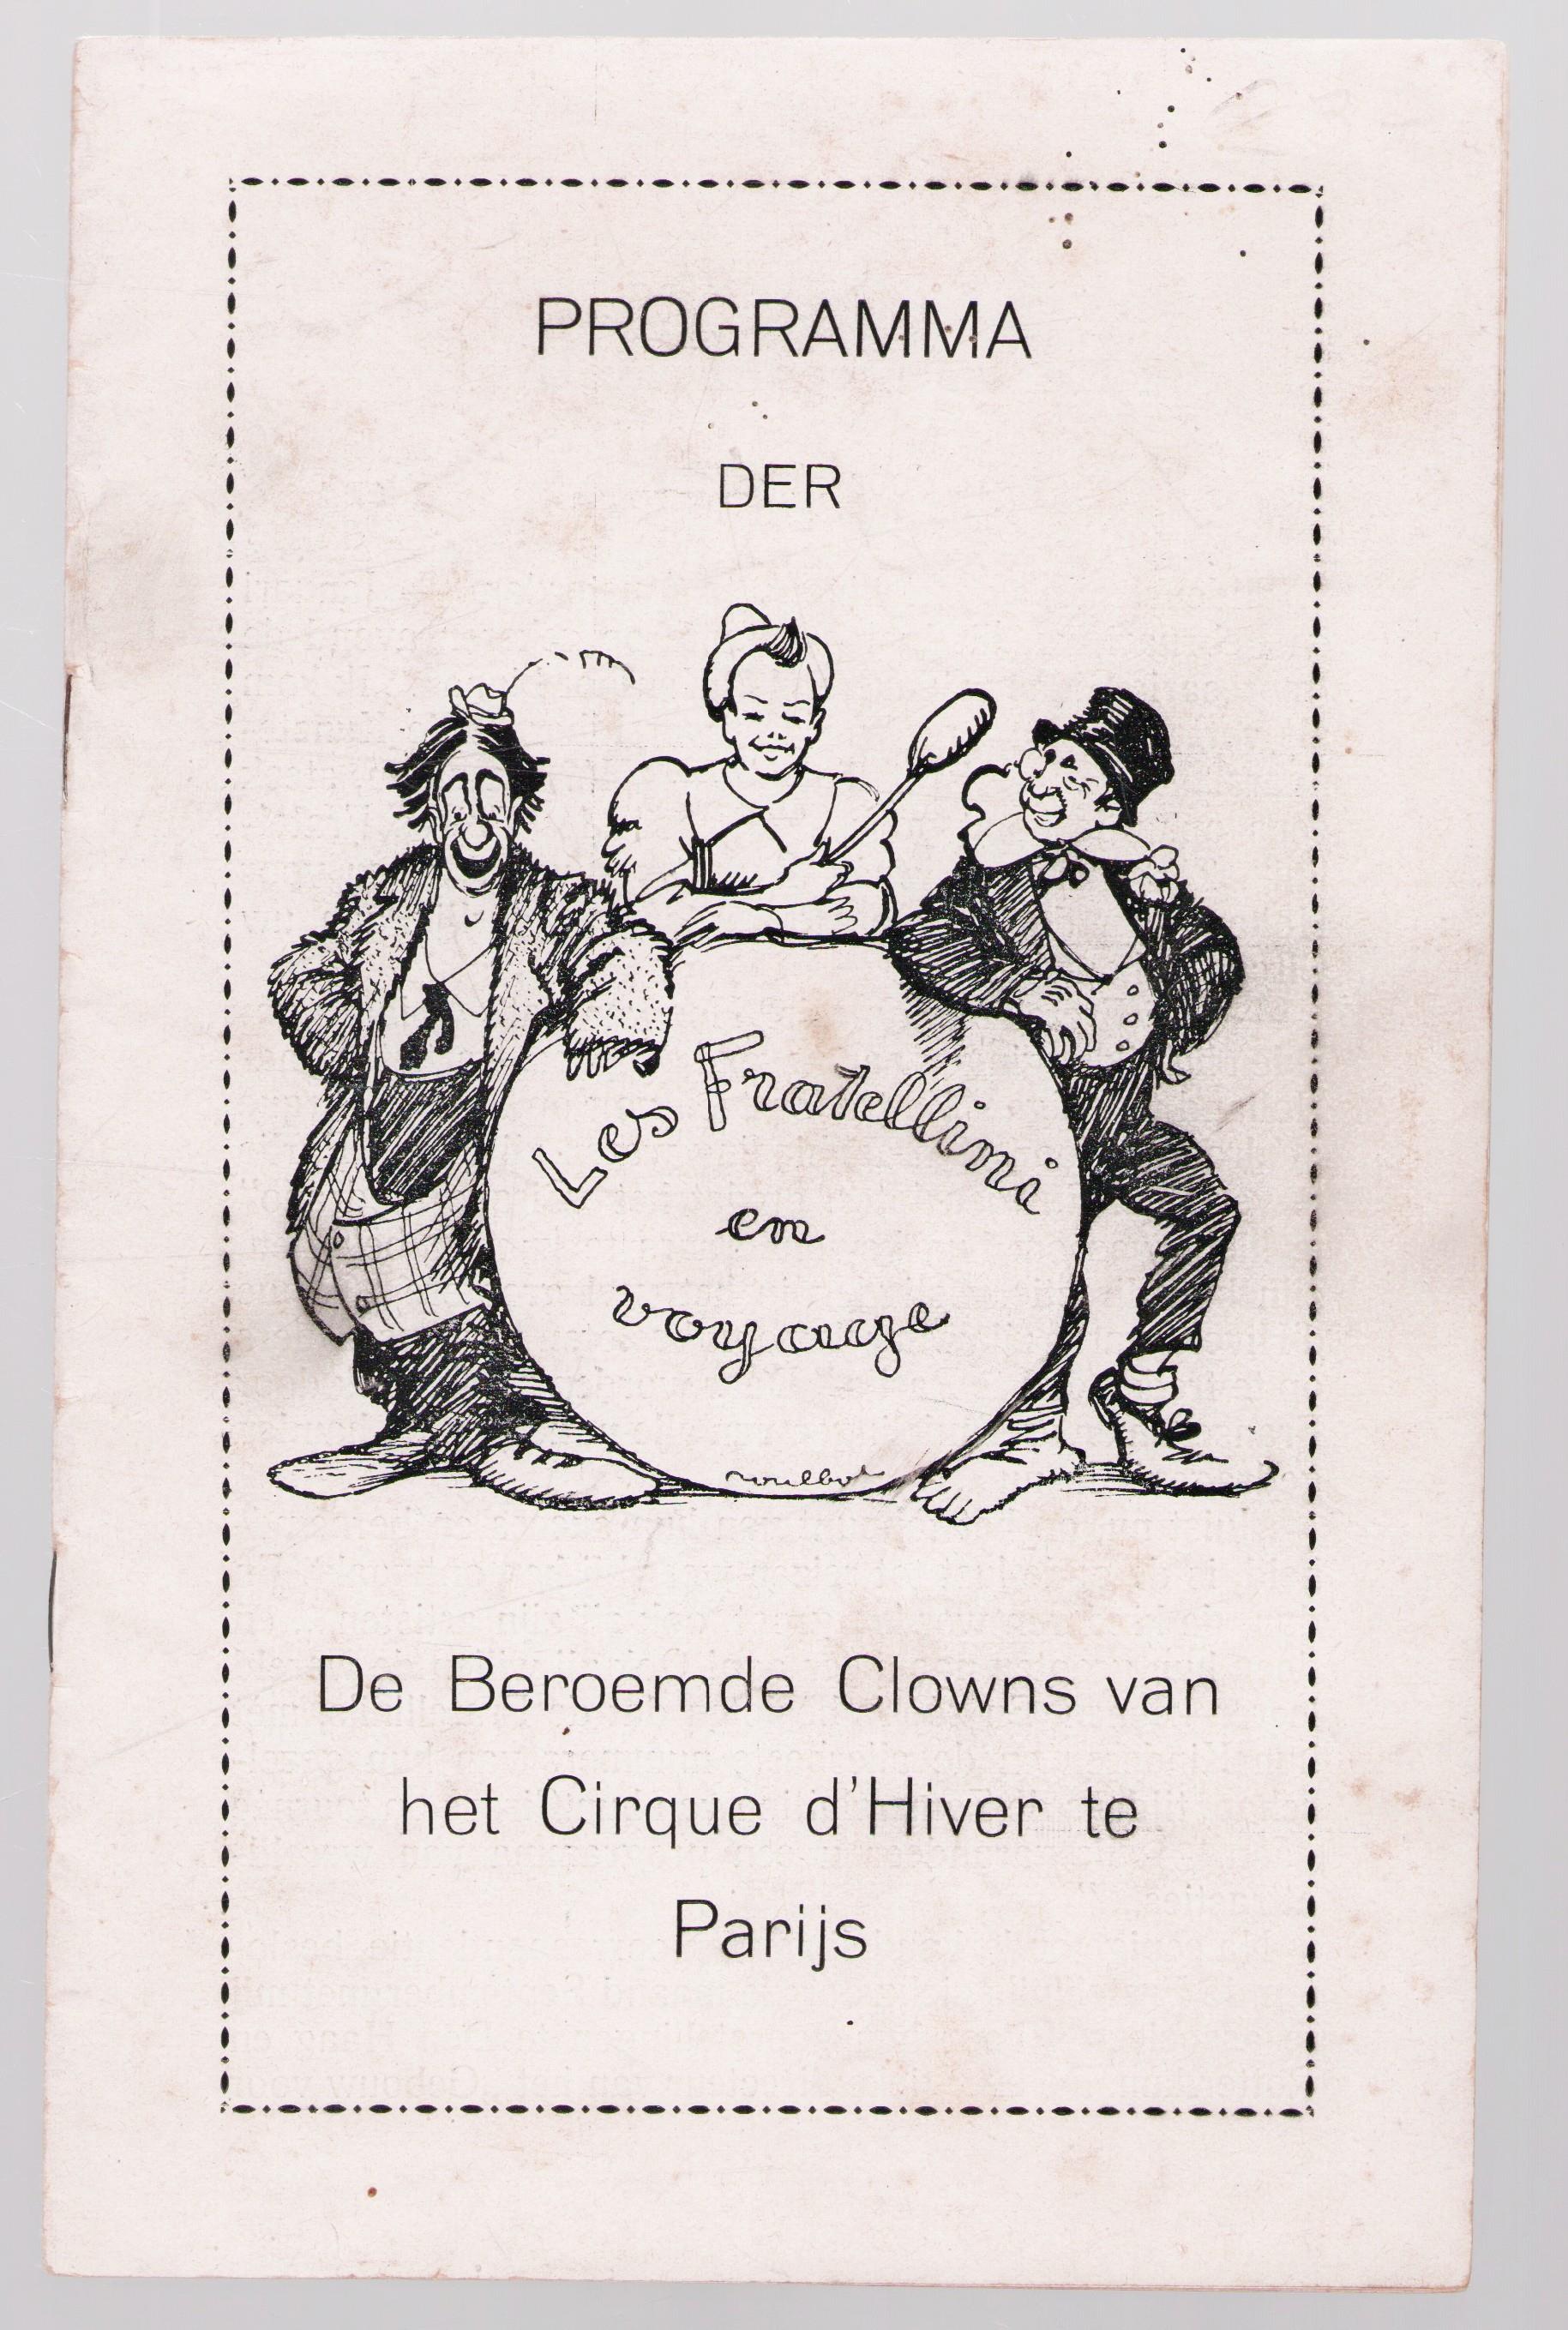 PROGRAMMA
DER
Les Fratellini
en
voyage
De Beroemde Clowns van
het Cirque d'Hiver te
Parijs